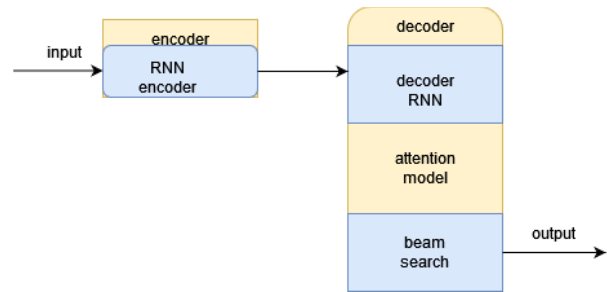 input
encoder
RNN
encoder
decoder
decoder
RNN
attention
model
beam
search
output